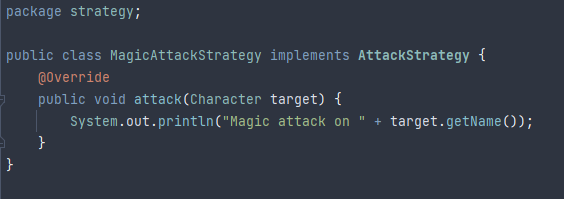 package strategy;
public class MagicAttackStrategy implements AttackStrategy {
@Override
public void attack(Character target) {
System.out.println("Magic attack on " + target.getName());
}
}